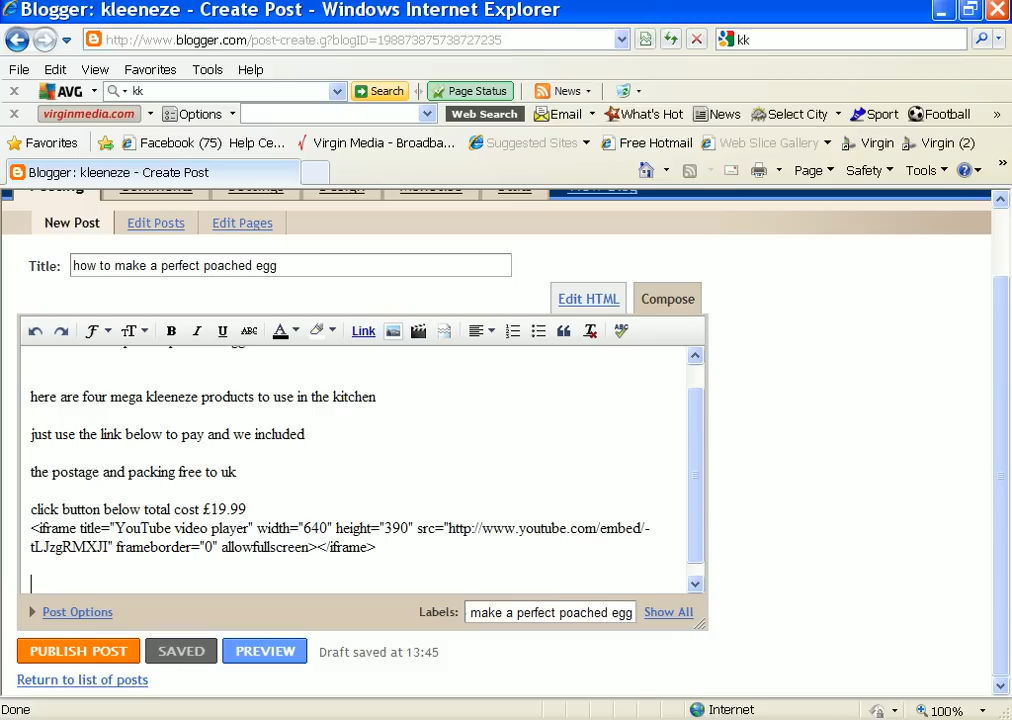 Blogger: kleeneze - Create Post - Windows Internet Explorer
http://www.blogger.com/post-create.g?blogID=198873875738727235
kk
File Edit View Favorites Tools Help
AVG kk Search Page Status News
virginmedia.com Options Web Search Email What's Hot News Select City Sport Football »
Favorites Facebook (75) Help Ce... Virgin Media - Broadba... Suggested Sites Free Hotmail Web Slice Gallery Virgin Virgin (2)
Blogger: kleeneze - Create Post Page Safety Tools »
New Post Edit Posts Edit Pages
Title: how to make a perfect poached egg
Edit HTML Compose
Link ABC
here are four mega kleeneze products to use in the kitchen
just use the link below to pay and we included
the postage and packing free to uk
click button below total cost £19.99
<iframe title="YouTube video player" width="640" height="390" src="http://www.youtube.com/embed/-
tLJzgRMXJI" frameborder="0" allowfullscreen></iframe>
Post Options Labels: make a perfect poached egg Show All
PUBLISH POST SAVED PREVIEW Draft saved at 13:45
Return to list of posts
Done Internet 100%